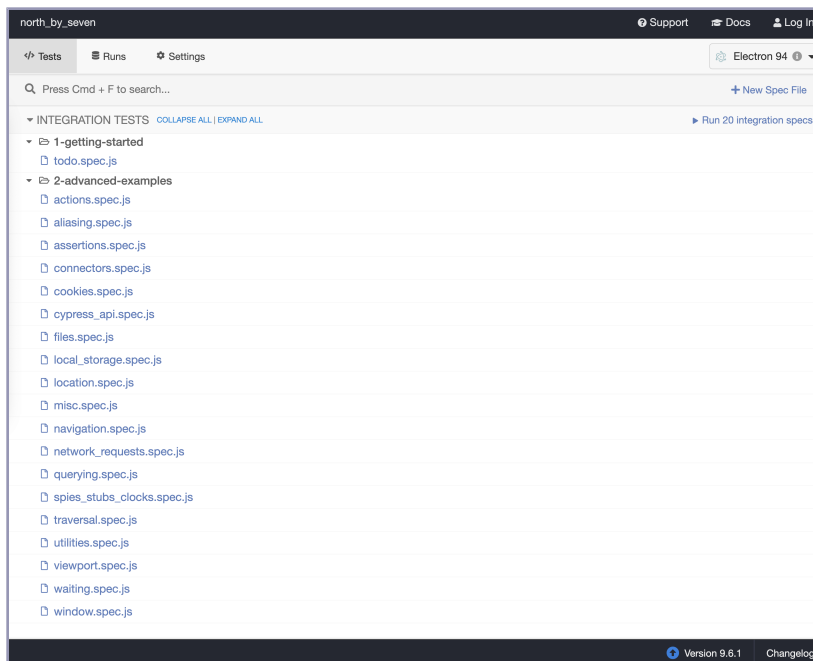 north_by_seven Support Docs Log In
</> Tests Runs Settings Electron 94
Press Cmd + F to search... + New Spec File
INTEGRATION TESTS COLLAPSE ALL | EXPAND ALL Run 20 integration specs
1-getting-started
todo.spec.js
2-advanced-examples
actions.spec.js
aliasing.spec.js
assertions.spec.js
connectors.spec.js
cookies.spec.js
cypress_api.spec.js
files.spec.js
local_storage.spec.js
location.spec.js
misc.spec.js
navigation.spec.js
network_requests.spec.js
querying.spec.js
spies_stubs_clocks.spec.js
traversal.spec.js
utilities.spec.js
viewport.spec.js
waiting.spec.js
window.spec.js
Version 9.6.1 Changelog